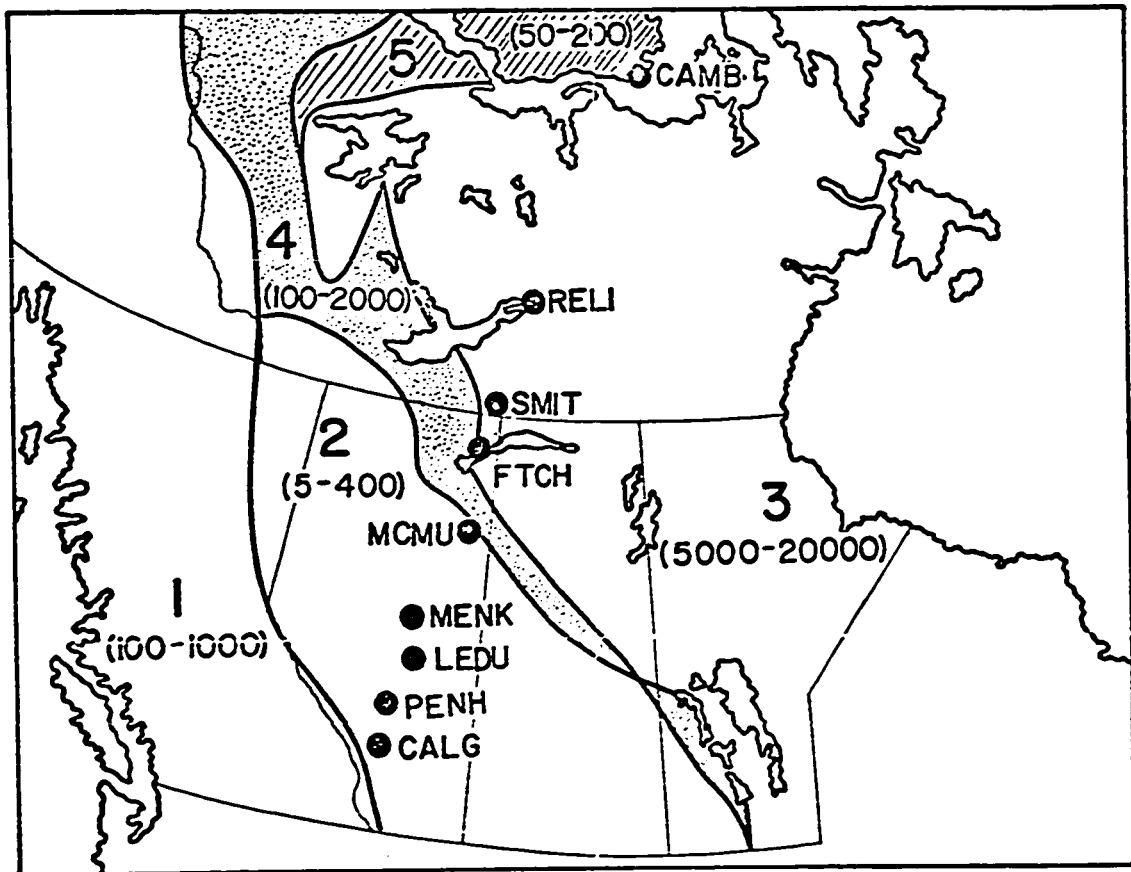 5
(50-200)
CAMB
4
(100-2000)
RELI
SMIT
2
(5-400)
FTCH
3
(5000-20000)
MCMU
1
(100-1000)
MENK
LEDU
PENH
CALG